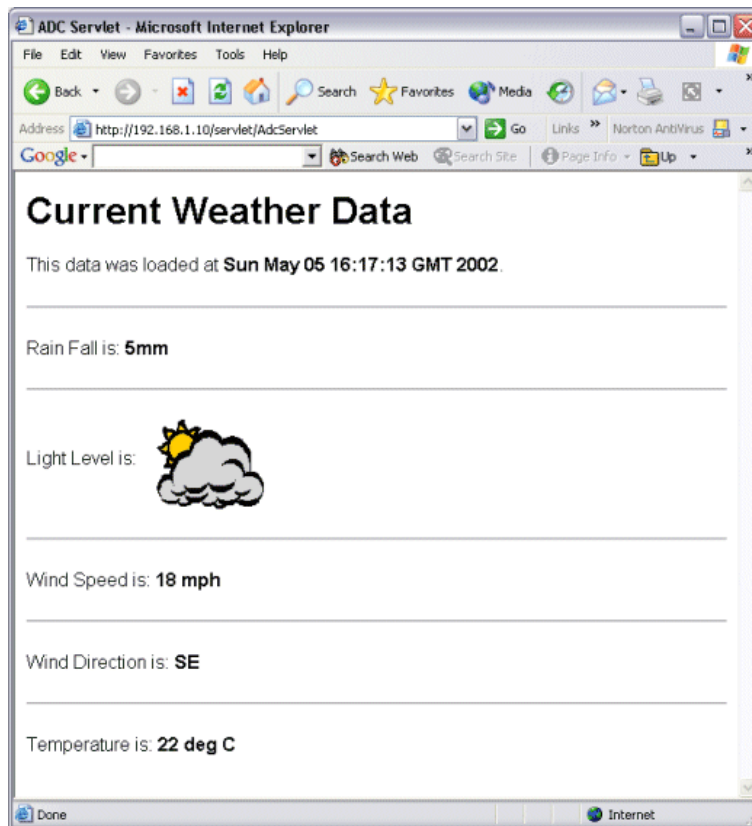 ADC Servlet - Microsoft Internet Explorer
File Edit View Favorites Tools Help
Back Search Favorites Media
Address http://192.168.1.10/servlet/AdcServlet Go Links » Norton AntiVirus
Google Search Web Search Site Page Info Up
Current Weather Data
This data was loaded at Sun May 05 16:17:13 GMT 2002.
Rain Fall is: 5mm
Light Level is:
Wind Speed is: 18 mph
Wind Direction is: SE
Temperature is: 22 deg C
Done Internet